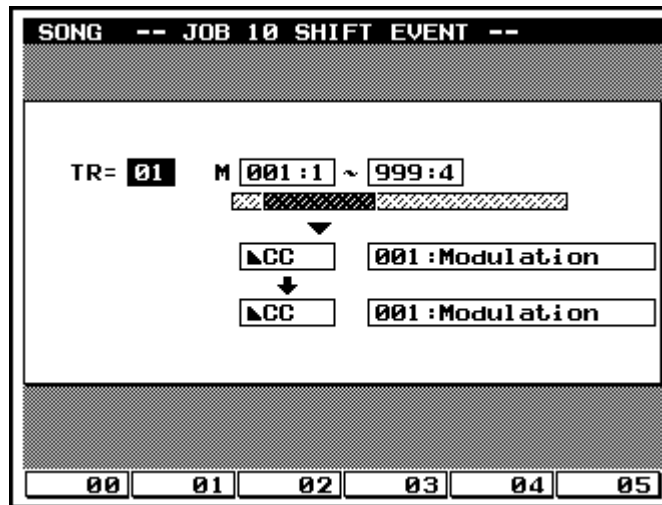 SONG -- JOB 10 SHIFT EVENT --
TR= 01 M 001:1 ~ 999:4
CC 001:Modulation
CC 001:Modulation
00 01 02 03 04 05